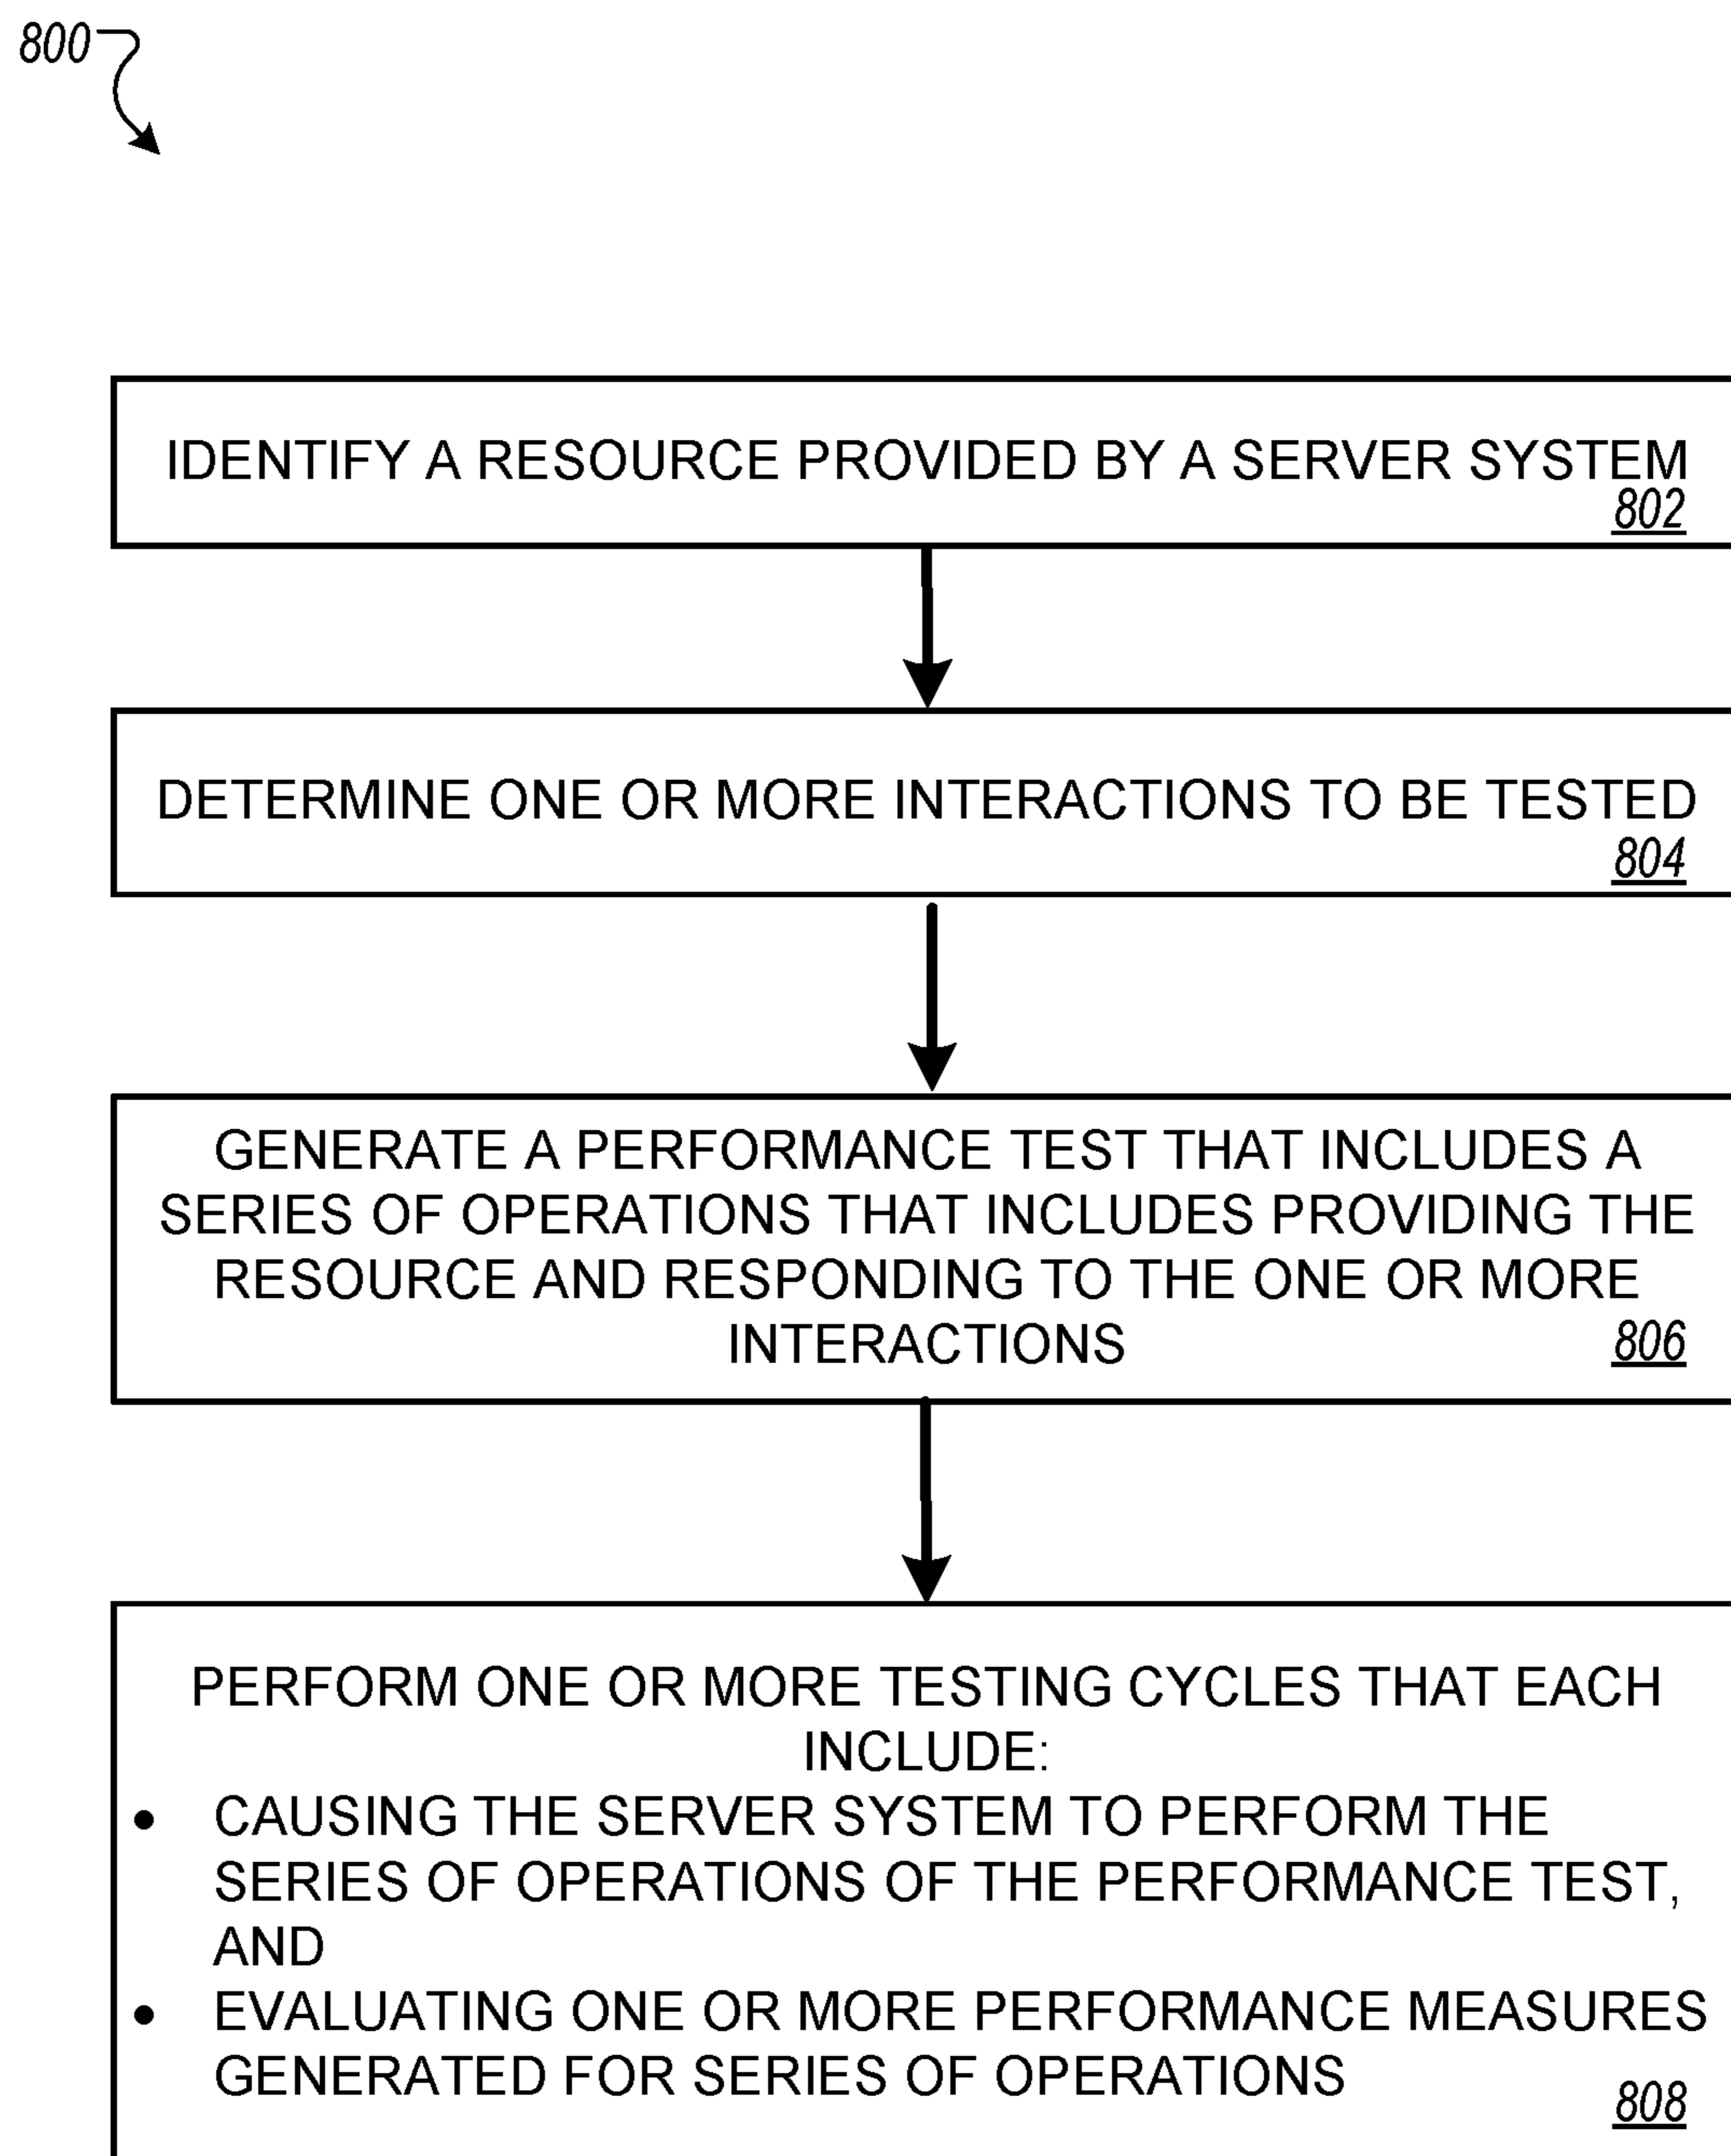 800
IDENTIFY A RESOURCE PROVIDED BY A SERVER SYSTEM
802
DETERMINE ONE OR MORE INTERACTIONS TO BE TESTED
804
GENERATE A PERFORMANCE TEST THAT INCLUDES A
SERIES OF OPERATIONS THAT INCLUDES PROVIDING THE
RESOURCE AND RESPONDING TO THE ONE OR MORE
INTERACTIONS
806
PERFORM ONE OR MORE TESTING CYCLES THAT EACH
INCLUDE:
• CAUSING THE SERVER SYSTEM TO PERFORM THE
SERIES OF OPERATIONS OF THE PERFORMANCE TEST,
AND
• EVALUATING ONE OR MORE PERFORMANCE MEASURES
GENERATED FOR SERIES OF OPERATIONS
808